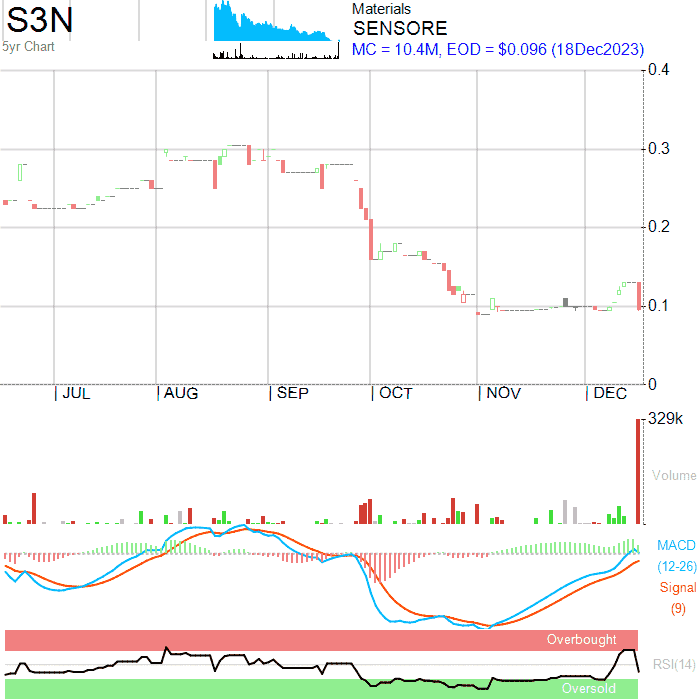 S3N
5yr Chart
Materials
SENSORE
MC = 10.4M, EOD = $0.096 (18Dec2023)
0.4
0.3
0.2
0.1
0
JUL AUG SEP OCT NOV DEC
329k
Volume
MACD
(12-26)
Signal
(9)
Overbought
RSI(14)
Oversold